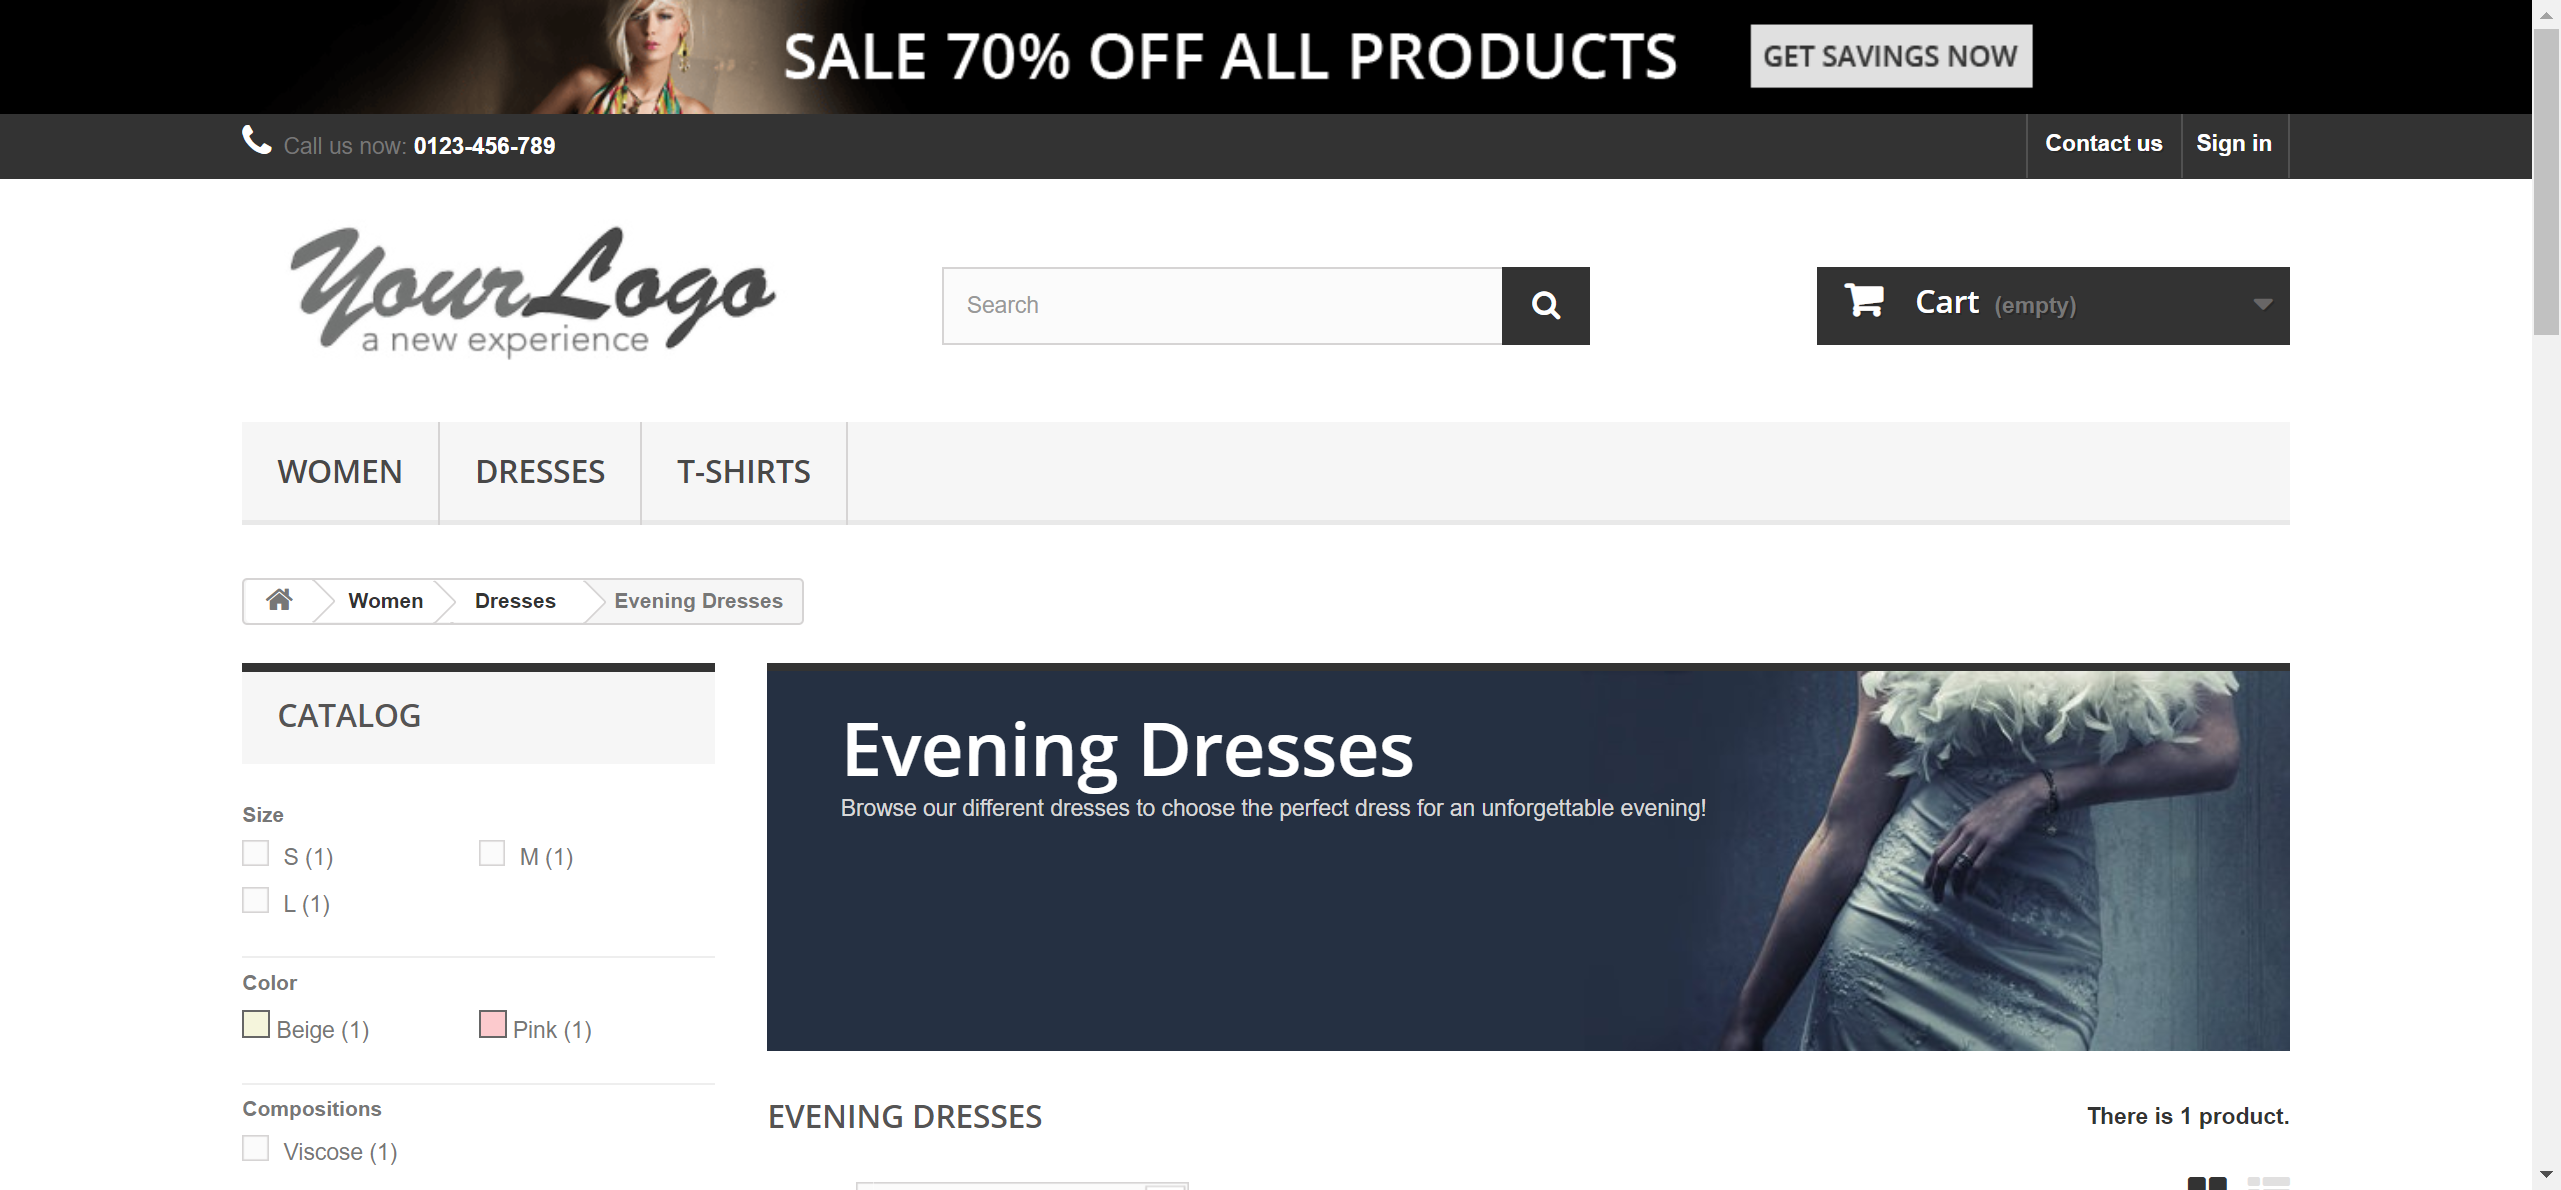 SALE 70% OFF ALL PRODUCTS
GET SAVINGS NOW
Call us now: 0123-456-789
Contact us
Sign in
Your Logo
a new experience
Search
Cart (empty)
WOMEN
DRESSES
T-SHIRTS
Women
Dresses
Evening Dresses
CATALOG
Size
S (1)
M (1)
L (1)
Color
Beige (1)
Pink (1)
Compositions
Viscose (1)
Evening Dresses
Browse our different dresses to choose the perfect dress for an unforgettable evening!
EVENING DRESSES
There is 1 product.